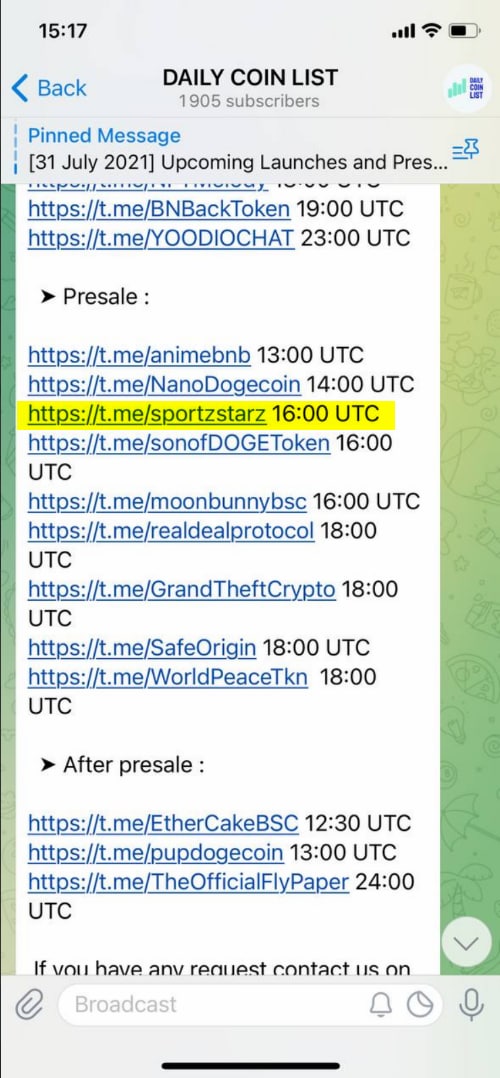 15:17
Back
DAILY COIN LIST
1 905 subscribers
DAILY
COIN
LIST
Pinned Message
[31 July 2021] Upcoming Launches and Pres...
https://t.me/BNBackToken 19:00 UTC
https://t.me/YOODIOCHAT 23:00 UTC
➤ Presale :
https://t.me/animebnb 13:00 UTC
https://t.me/NanoDogecoin 14:00 UTC
https://t.me/sportzstarz 16:00 UTC
https://t.me/sonofDOGEToken 16:00
UTC
https://t.me/moonbunnybsc 16:00 UTC
https://t.me/realdealprotocol 18:00
UTC
https://t.me/GrandTheftCrypto 18:00
UTC
https://t.me/SafeOrigin 18:00 UTC
https://t.me/WorldPeaceTkn 18:00
UTC
➤ After presale :
https://t.me/EtherCakeBSC 12:30 UTC
https://t.me/pupdogecoin 13:00 UTC
https://t.me/TheOfficialFlyPaper 24:00
UTC
If you have any request contact us on
Broadcast